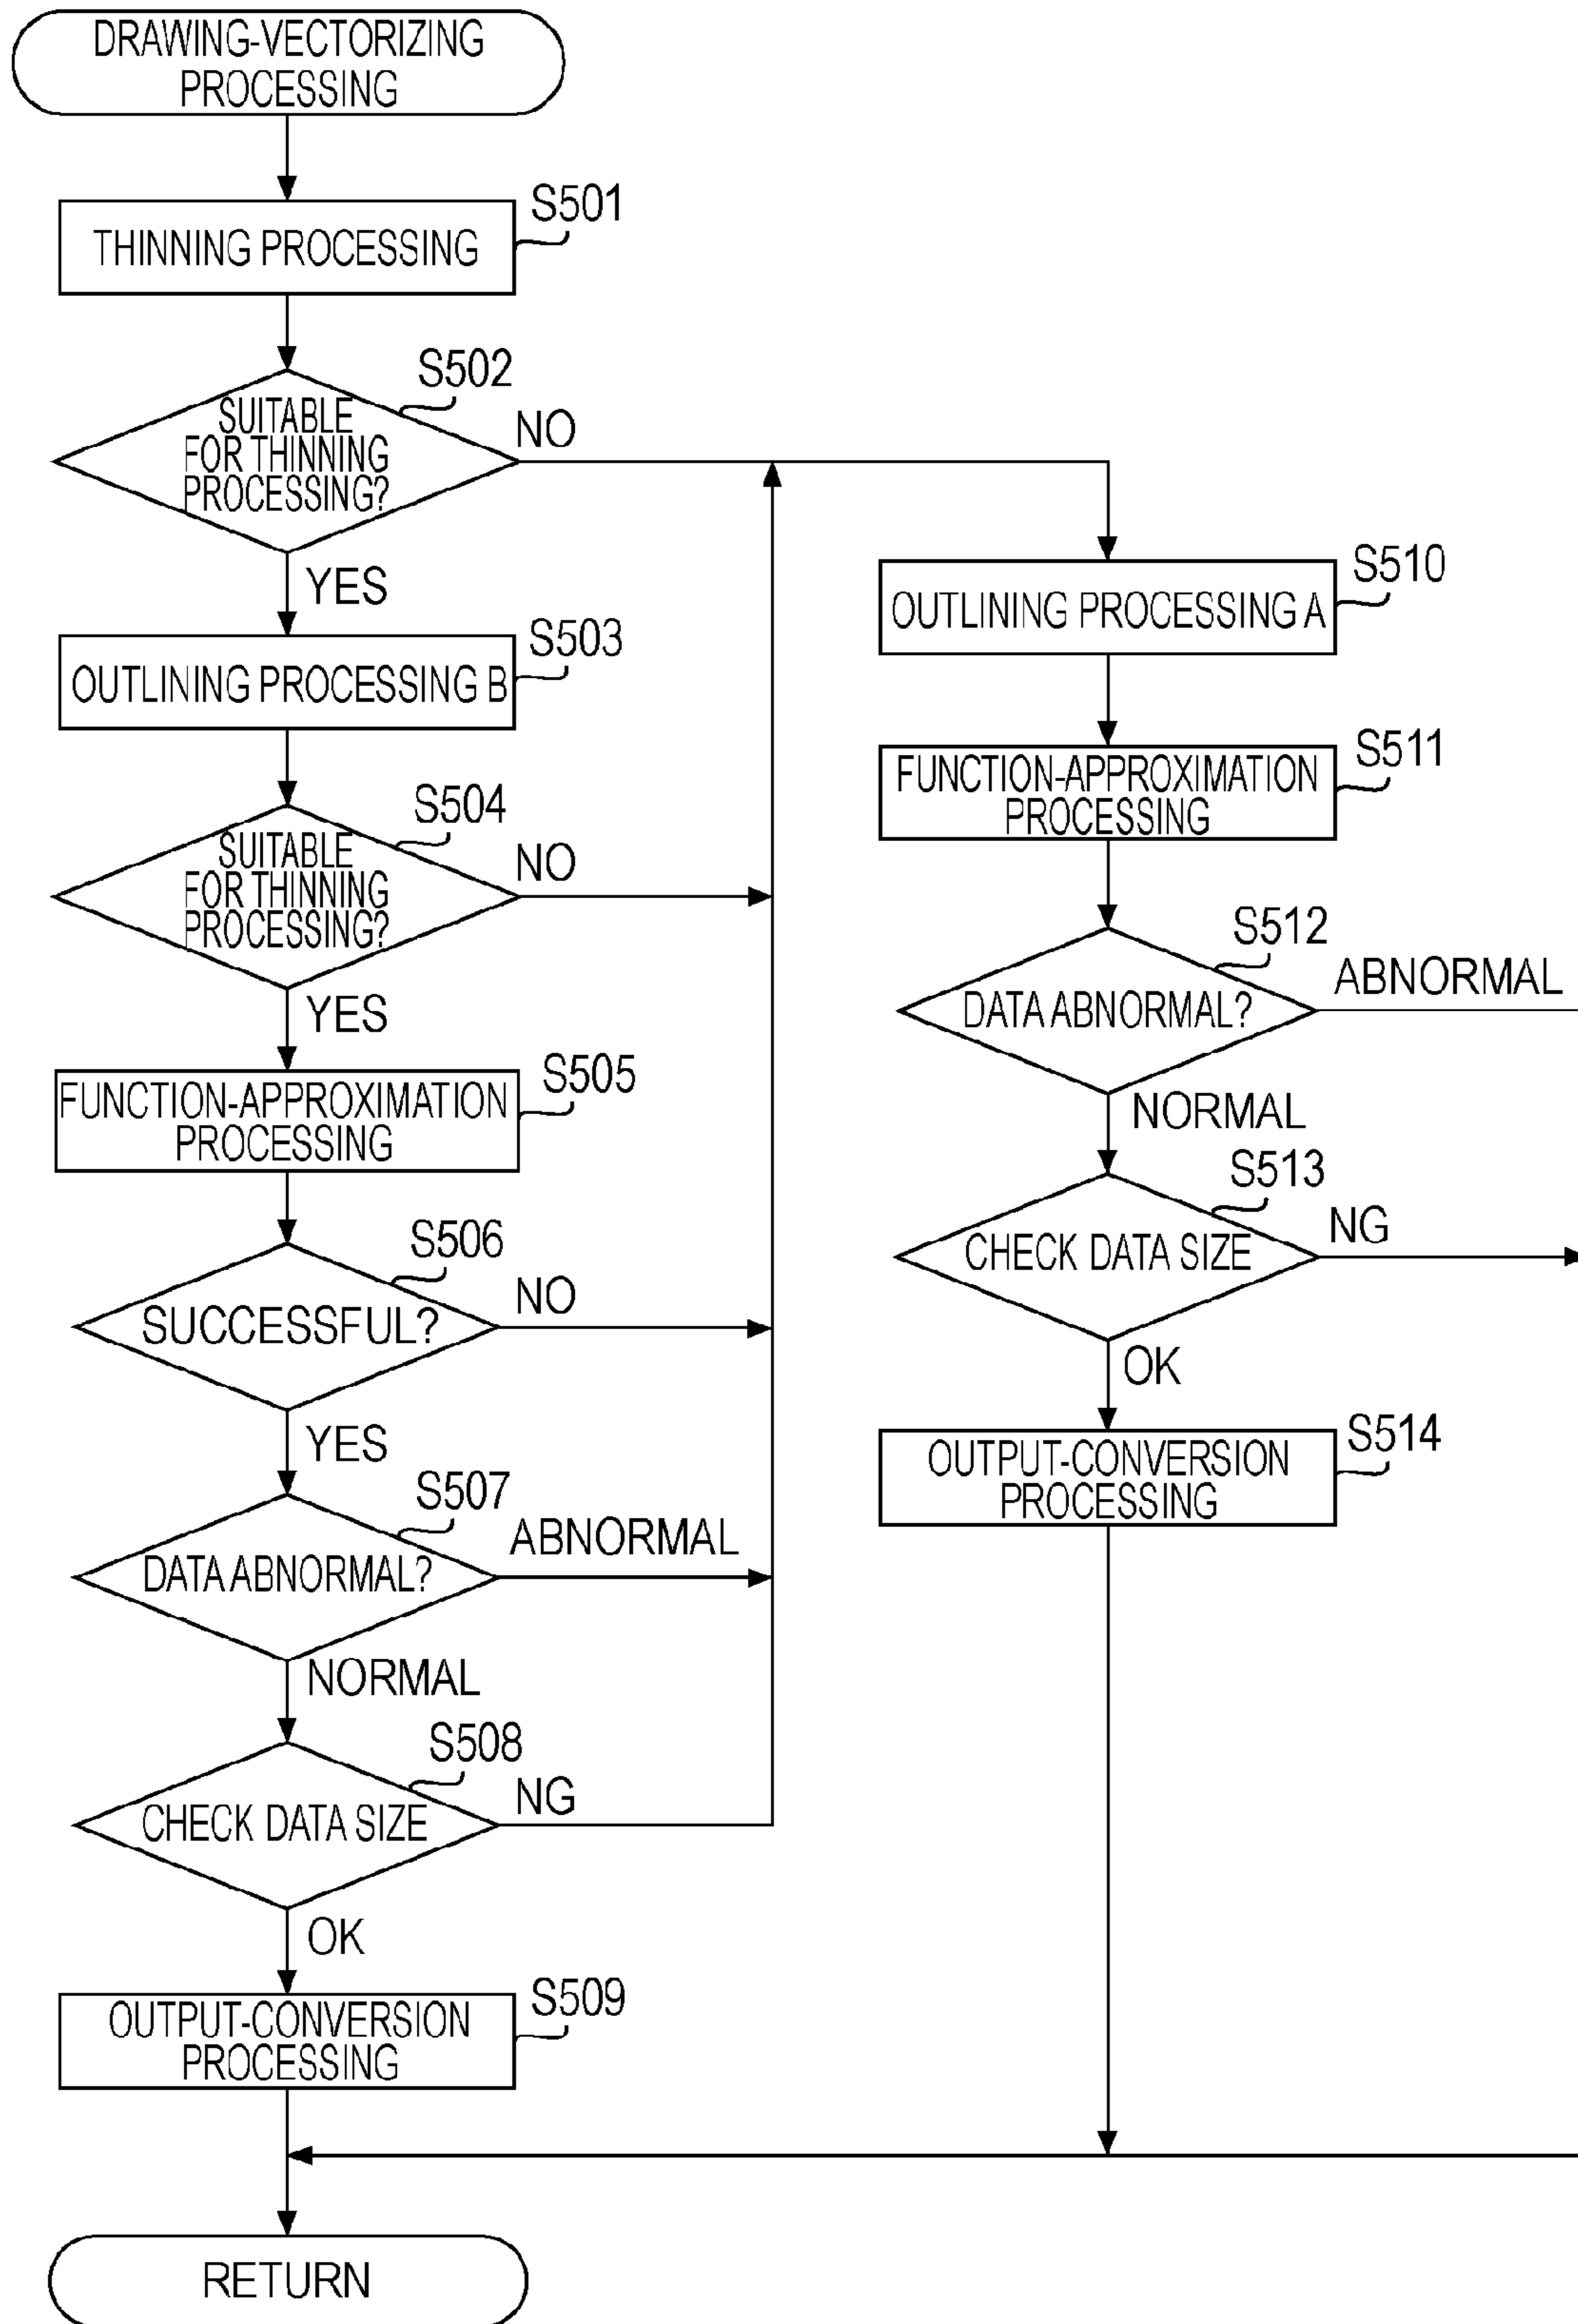 DRAWING-VECTORIZING
PROCESSING
S501
THINNING PROCESSING
S502
SUITABLE
FOR THINNING
PROCESSING?
NO
YES
S503
OUTLINING PROCESSING B
S504
SUITABLE
FOR THINNING
PROCESSING?
NO
YES
S505
FUNCTION-APPROXIMATION
PROCESSING
S506
SUCCESSFUL?
NO
YES
S507
DATA ABNORMAL?
ABNORMAL
NORMAL
S508
CHECK DATA SIZE
NG
OK
S509
OUTPUT-CONVERSION
PROCESSING
S510
OUTLINING PROCESSING A
S511
FUNCTION-APPROXIMATION
PROCESSING
S512
DATA ABNORMAL?
ABNORMAL
NORMAL
S513
CHECK DATA SIZE
NG
OK
S514
OUTPUT-CONVERSION
PROCESSING
RETURN